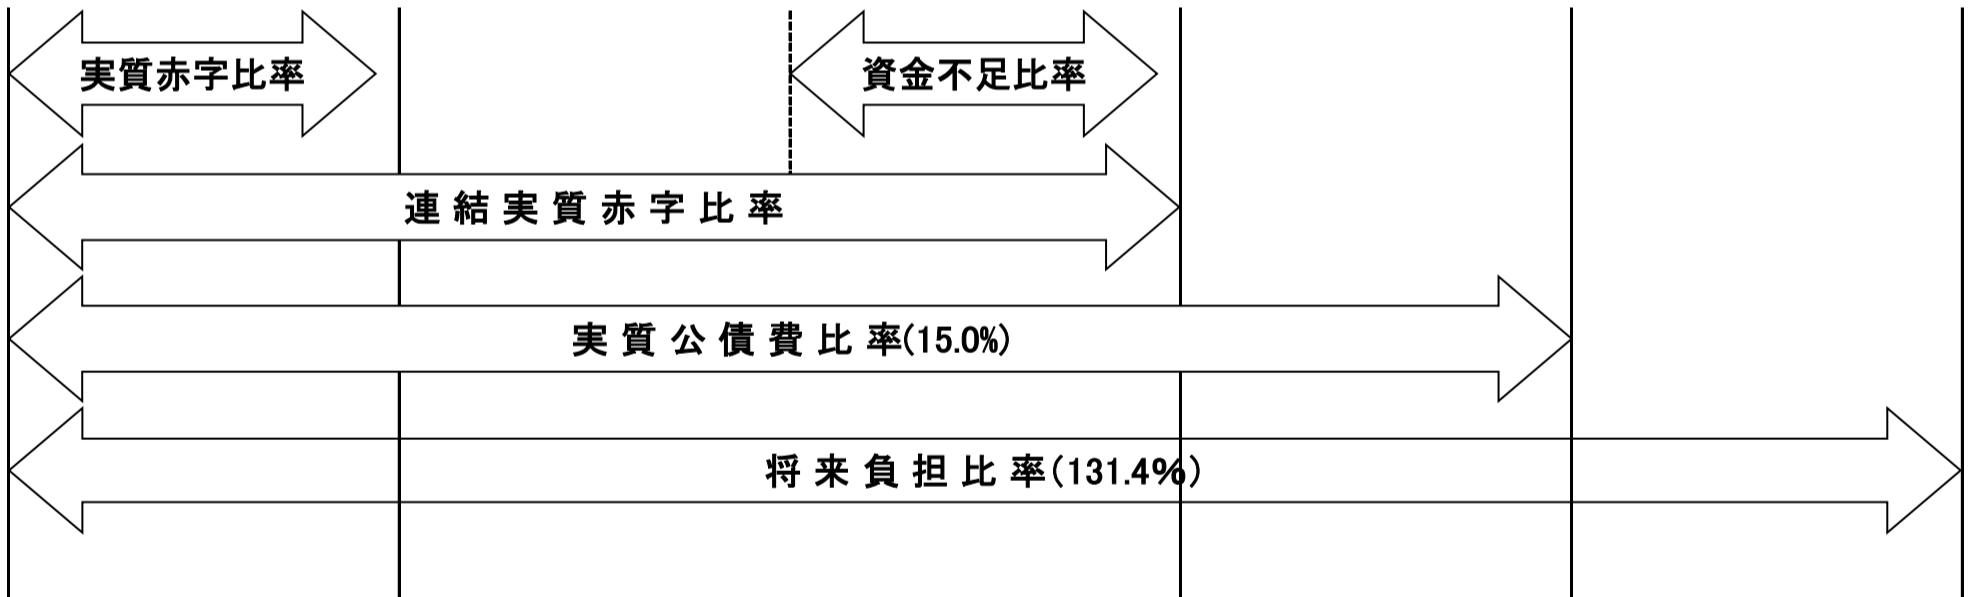 実質赤字比率
資金不足比率
連結実質赤字比率
実質公債費比率(15.0%)
将来負担比率(131.4%)